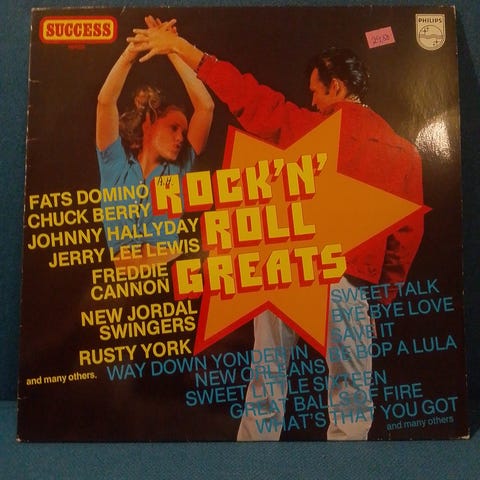 SUCCESS
PHILIPS
ROCK'N'
ROLL
GREATS
FATS DOMINO
CHUCK BERRY
JOHNNY HALLYDAY
JERRY LEE LEWIS
FREDDIE
CANNON
NEW JORDAL
SWINGERS
RUSTY YORK
and many others.
SWEET TALK
BYE BYE LOVE
SAVE IT
BE BOP A LULA
WAY DOWN YONDER IN
NEW ORLEANS
SWEET LITTLE SIXTEEN
GREAT BALLS OF FIRE
WHAT'S THAT YOU GOT
and many others